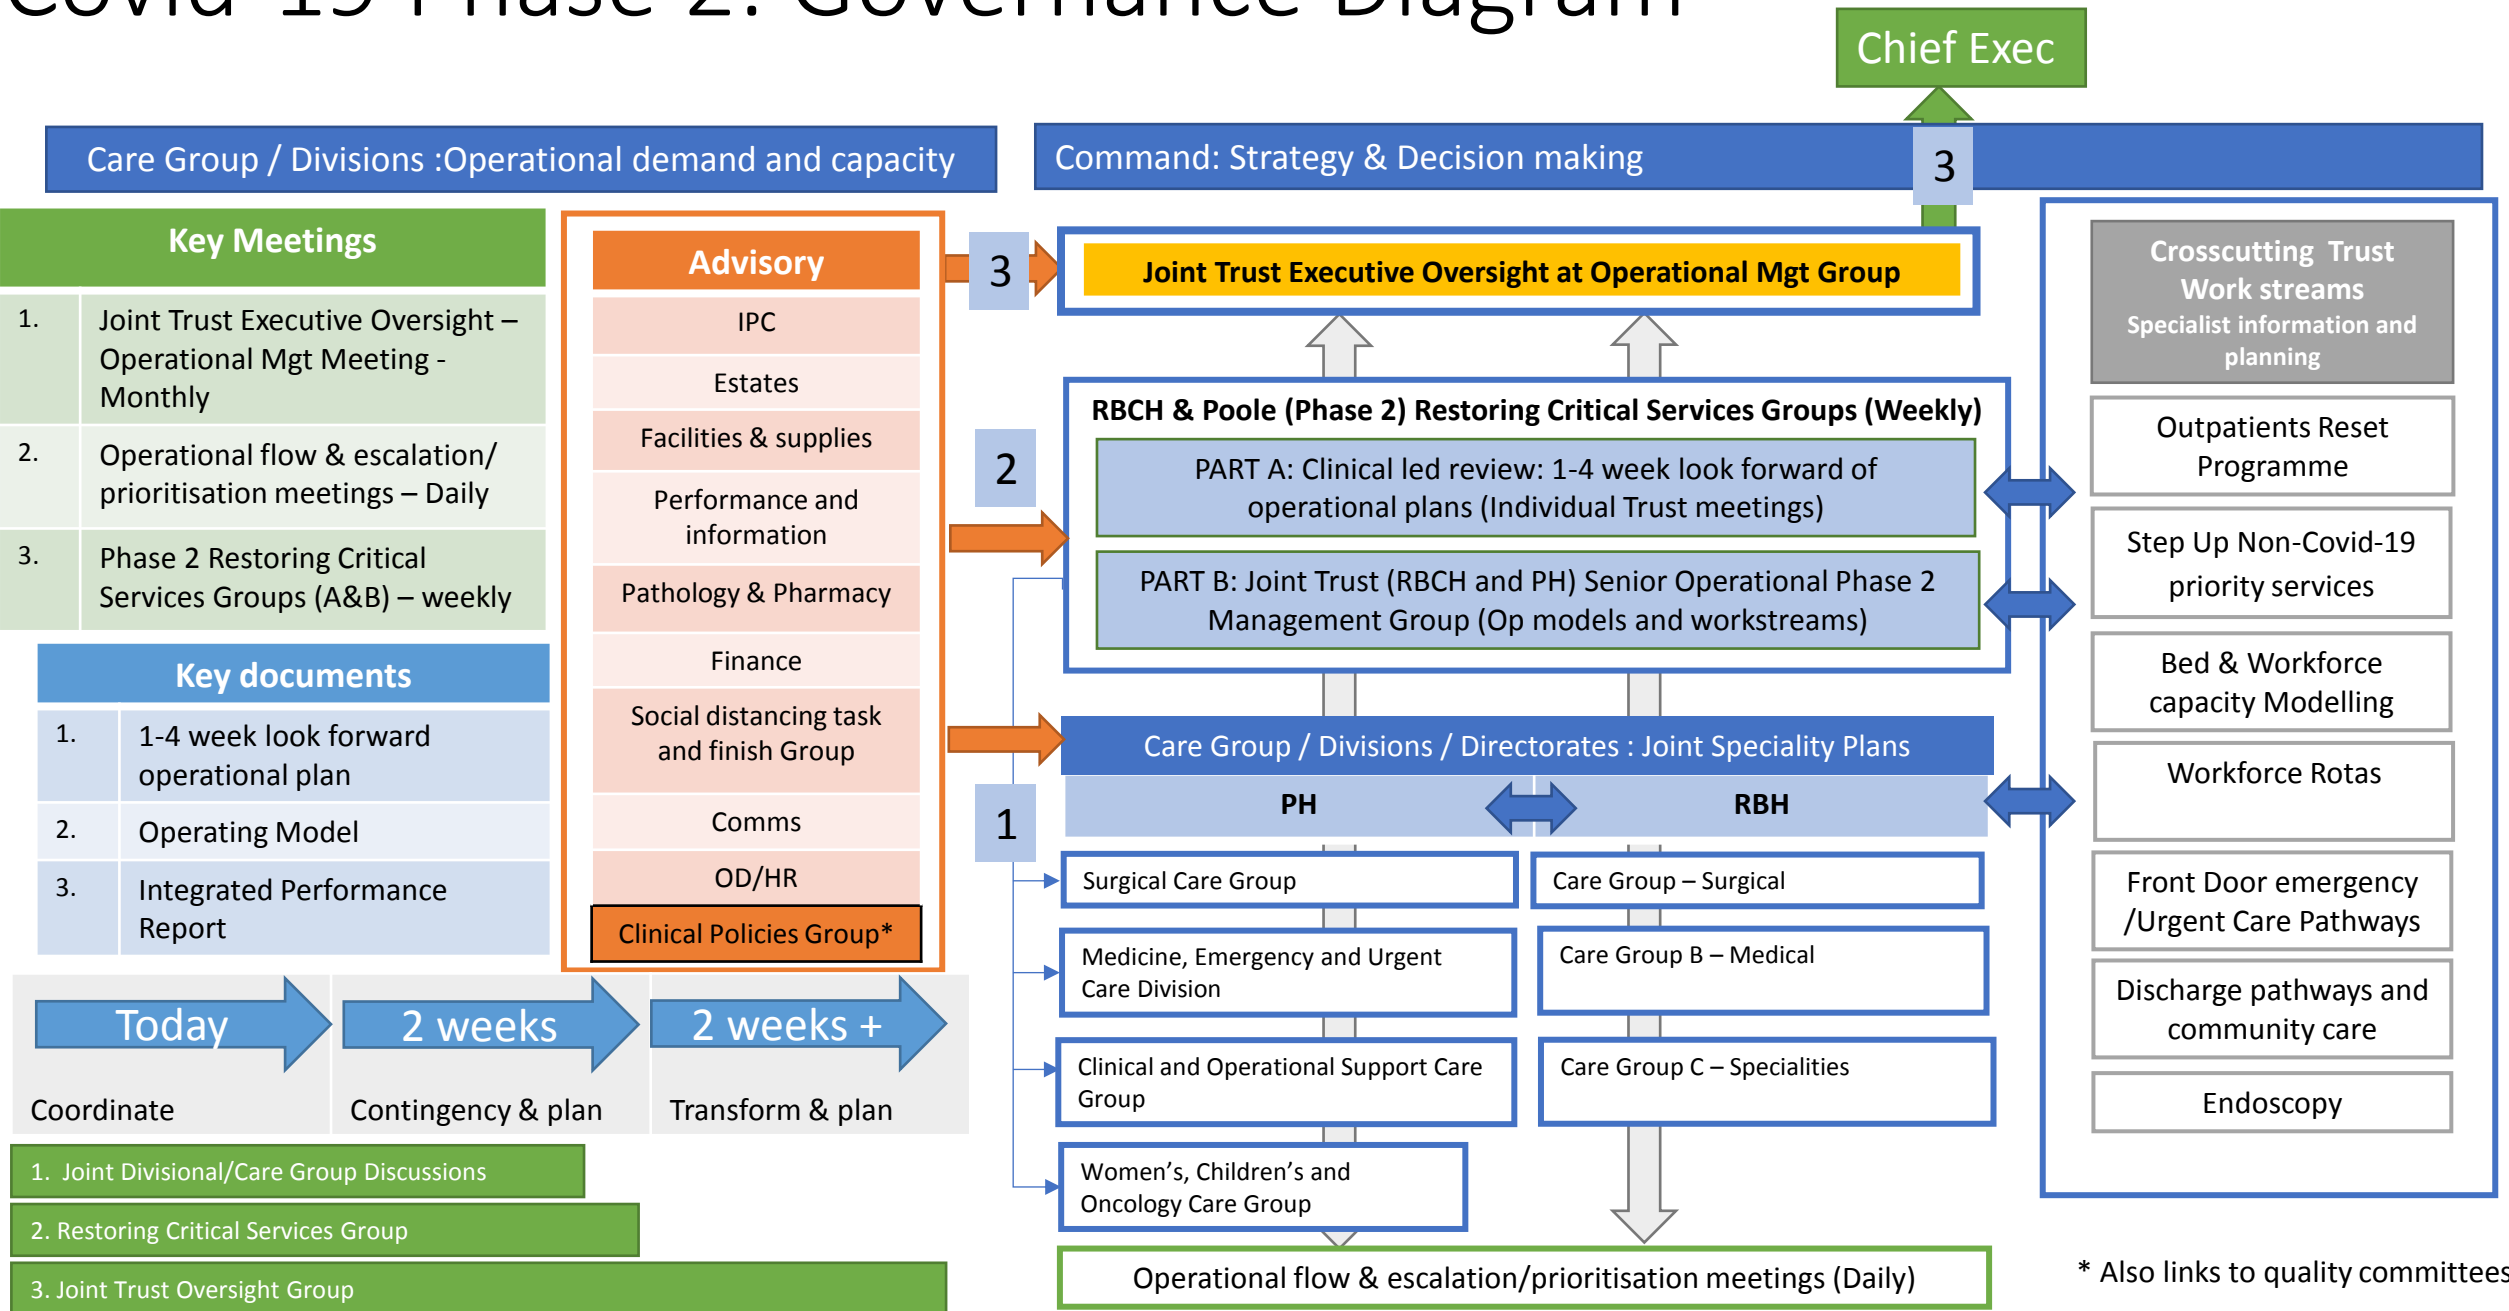 Covid-19 Phase 2: Governance Diagram
Chief Exec
Care Group / Divisions :Operational demand and capacity
Command: Strategy & Decision making
3
Key Meetings
1. Joint Trust Executive Oversight –
Operational Mgt Meeting -
Monthly
2. Operational flow & escalation/
prioritisation meetings – Daily
3. Phase 2 Restoring Critical
Services Groups (A&B) – weekly
Key documents
1. 1-4 week look forward
operational plan
2. Operating Model
3. Integrated Performance
Report
Advisory
IPC
Estates
Facilities & supplies
Performance and
information
Pathology & Pharmacy
Finance
Social distancing task
and finish Group
Comms
OD/HR
Clinical Policies Group*
3
Joint Trust Executive Oversight at Operational Mgt Group
2
RBCH & Poole (Phase 2) Restoring Critical Services Groups (Weekly)
PART A: Clinical led review: 1-4 week look forward of
operational plans (Individual Trust meetings)
PART B: Joint Trust (RBCH and PH) Senior Operational Phase 2
Management Group (Op models and workstreams)
Care Group / Divisions / Directorates : Joint Speciality Plans
1
PH
RBH
Surgical Care Group
Care Group – Surgical
Medicine, Emergency and Urgent
Care Division
Care Group B – Medical
Clinical and Operational Support Care
Group
Care Group C – Specialities
Women's, Children's and
Oncology Care Group
Operational flow & escalation/prioritisation meetings (Daily)
Crosscutting Trust
Work streams
Specialist information and
planning
Outpatients Reset
Programme
Step Up Non-Covid-19
priority services
Bed & Workforce
capacity Modelling
Workforce Rotas
Front Door emergency
/Urgent Care Pathways
Discharge pathways and
community care
Endoscopy
Today
2 weeks
2 weeks +
Coordinate
Contingency & plan
Transform & plan
1. Joint Divisional/Care Group Discussions
2. Restoring Critical Services Group
3. Joint Trust Oversight Group
* Also links to quality committees